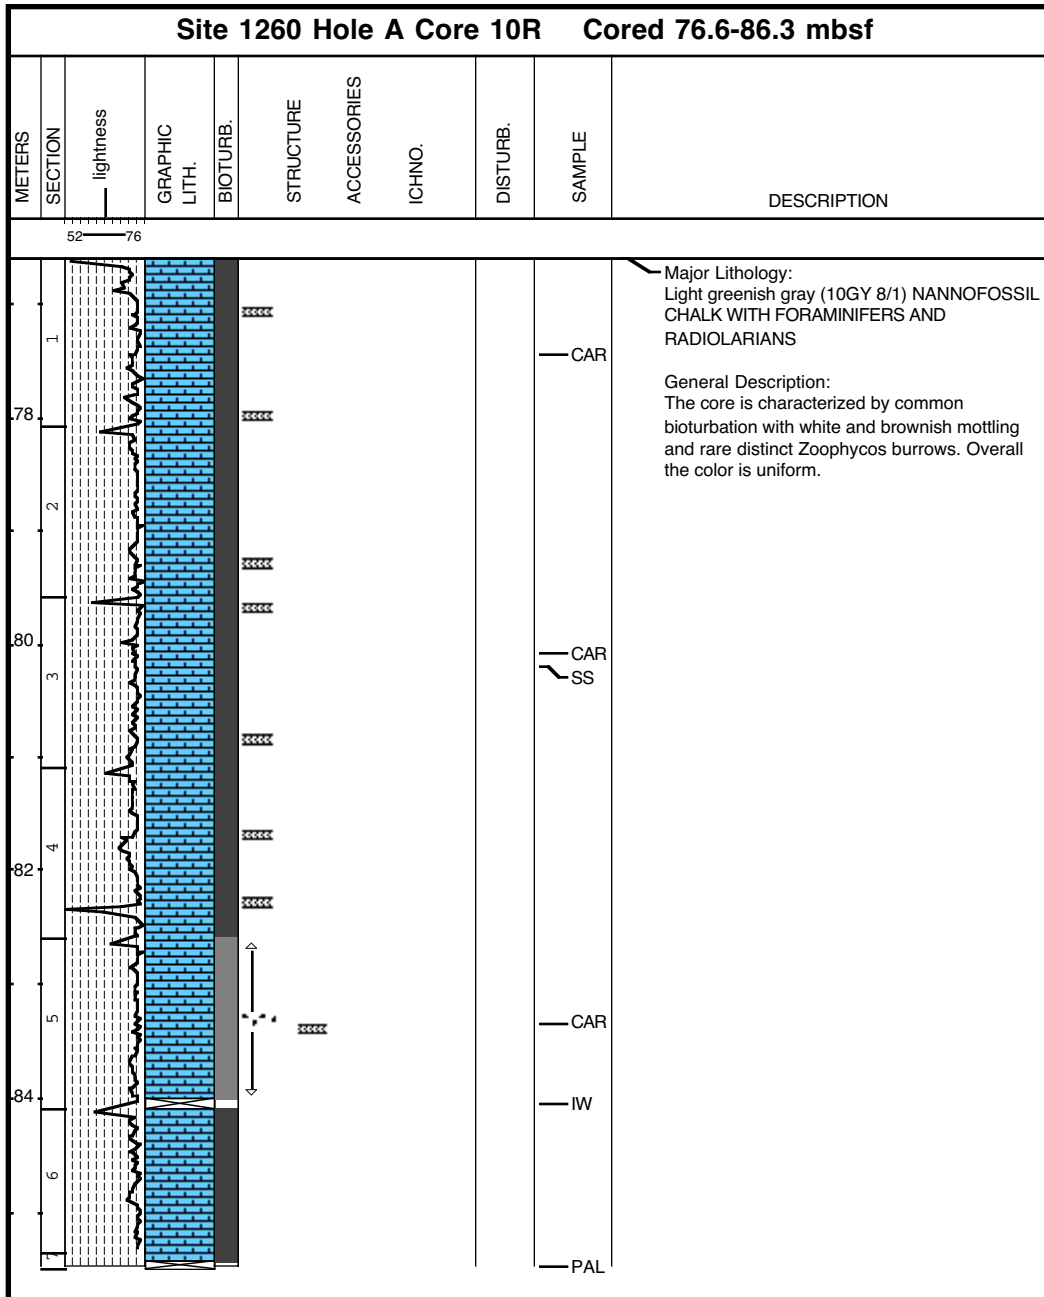 Site 1260 Hole A Core 10R Cored 76.6-86.3 mbsf
METERS
SECTION
lightness
GRAPHIC LITH.
BIOTURB.
STRUCTURE
ACCESSORIES
ICHNO.
DISTURB.
SAMPLE
DESCRIPTION
52 76
Major Lithology:
Light greenish gray (10GY 8/1) NANNOFOSSIL
CHALK WITH FORAMINIFERS AND
RADIOLARIANS
General Description:
The core is characterized by common
bioturbation with white and brownish mottling
and rare distinct Zoophycos burrows. Overall
the color is uniform.
1
CAR
78
2
80
CAR
3
SS
4
82
5
CAR
84
IW
6
7
PAL